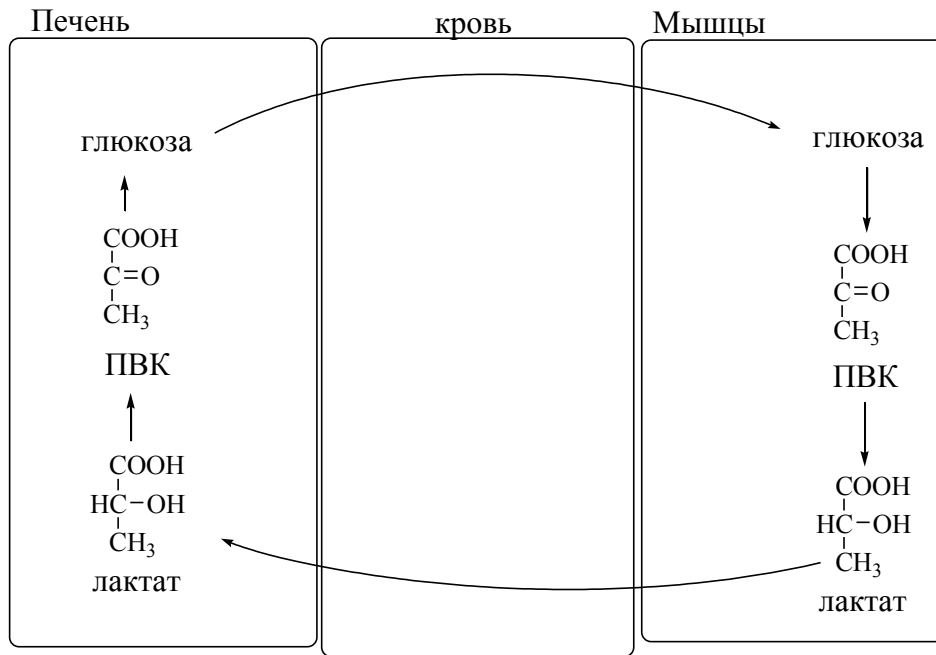 Печень
кровь
Мышцы
глюкоза
COOH
C=O
CH₃
ПВК
COOH
HC–OH
CH₃
лактат
глюкоза
COOH
C=O
CH₃
ПВК
COOH
HC–OH
CH₃
лактат